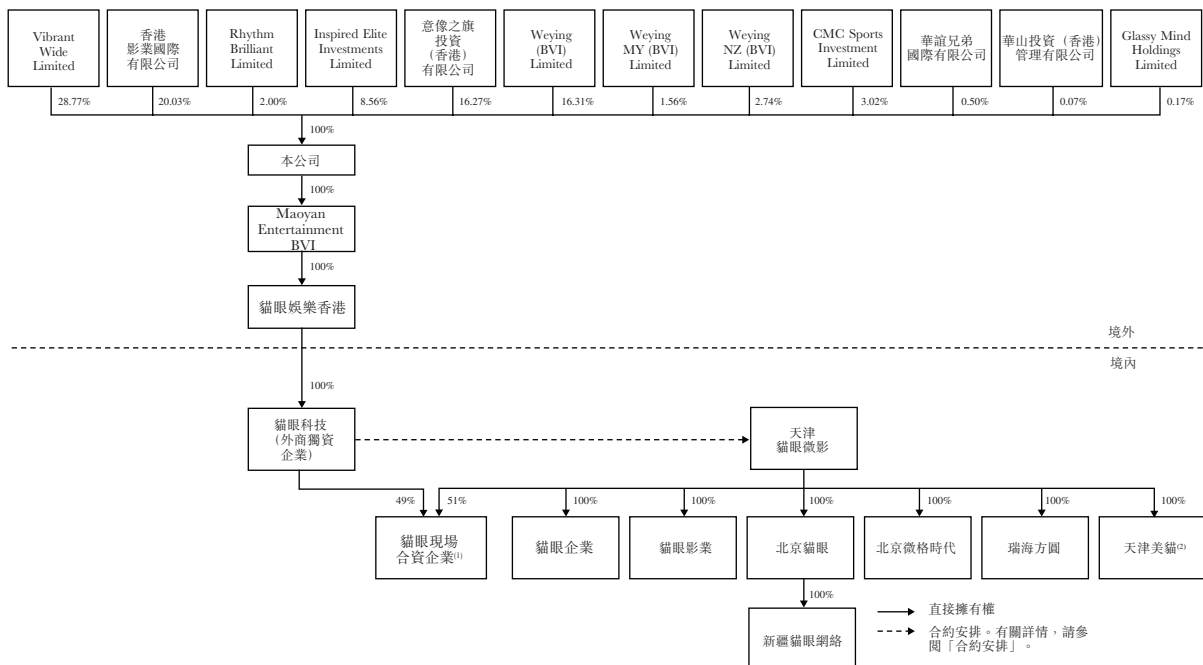 Vibrant
Wide
Limited
香港
影業國際
有限公司
Rhythm
Brilliant
Limited
Inspired Elite
Investments
Limited
意像之旗
投資
(香港)
有限公司
Weying
(BVI)
Limited
Weying
MY (BVI)
Limited
Weying
NZ (BVI)
Limited
CMC Sports
Investment
Limited
華誼兄弟
國際有限公司
華山投資（香港）
管理有限公司
Glassy Mind
Holdings
Limited
28.77%
20.03%
2.00%
8.56%
16.27%
16.31%
1.56%
2.74%
3.02%
0.50%
0.07%
0.17%
100%
本公司
100%
Maoyan
Entertainment
BVI
100%
貓眼娛樂香港
境外
境內
100%
貓眼科技
(外商獨資
企業)
天津
貓眼微影
49%
51%
100%
100%
100%
100%
100%
100%
貓眼現場
合資企業(1)
貓眼企業
貓眼影業
北京貓眼
北京微格時代
瑞海方圓
天津美貓(2)
100%
新疆貓眼網絡
直接擁有權
合約安排。有關詳情，請參
閱「合約安排」。